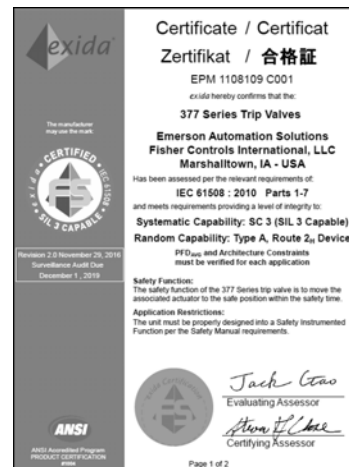 exida
Certificate / Certificat
Zertifikat / 合格証
EPM 1108109 C001
exida hereby confirms that the:
377 Series Trip Valves
Emerson Automation Solutions
Fisher Controls International, LLC
Marshalltown, IA - USA
Has been assessed per the relevant requirements of:
IEC 61508 : 2010 Parts 1-7
and meets requirements providing a level of integrity to:
Systematic Capability: SC 3 (SIL 3 Capable)
Random Capability: Type A, Route 2H Device
PFDAVG and Architecture Constraints
must be verified for each application
Safety Function:
The safety function of the 377 Series trip valve is to move the
associated actuator to the safe position within the safety time.
Application Restrictions:
The unit must be properly designed into a Safety Instrumented
Function per the Safety Manual requirements.
The manufacturer
may use the mark:
CERTIFIED
exida
IEC 61508
FS
SIL 3 CAPABLE
Revision 2.0 November 29, 2016
Surveillance Audit Due
December 1, 2019
ANSI
ANSI Accredited Program
PRODUCT CERTIFICATION
exida Certification
Evaluating Assessor
Certifying Assessor
Page 1 of 2